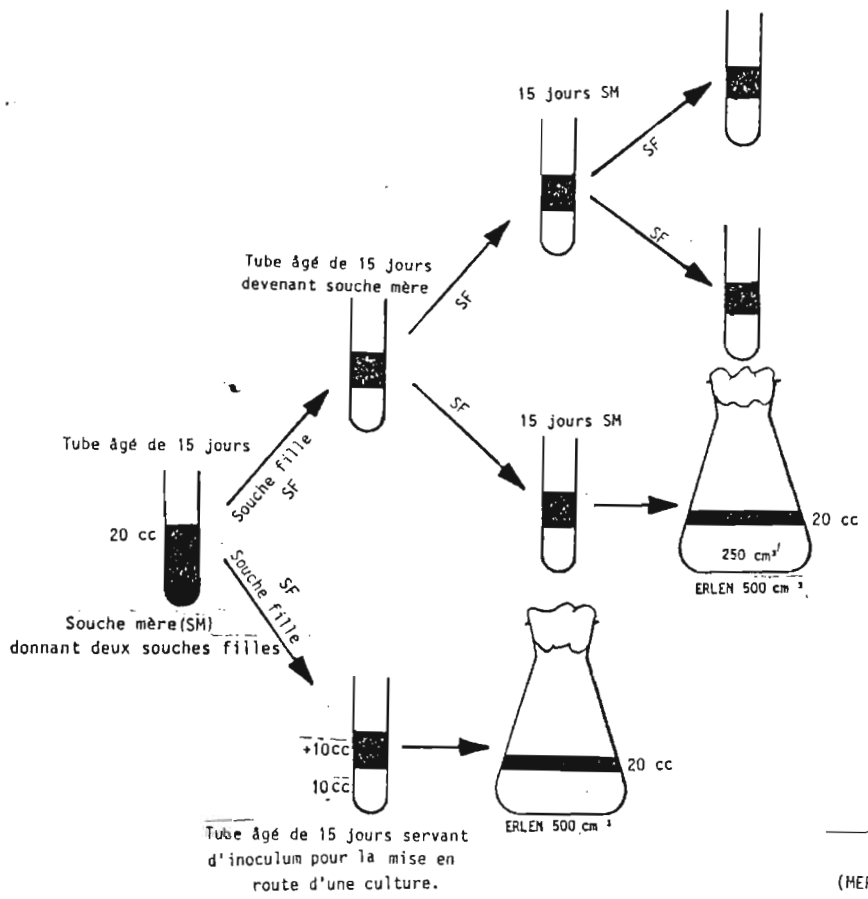 15 jours SM
SF
SF
Tube âgé de 15 jours
devenant souche mère
SF
SF
15 jours SM
Tube âgé de 15 jours
Souche fille
SF
20 cc
20 cc
250 cm³
ERLEN 500 cm³
SF
Souche fille
Souche mère(SM)
donnant deux souches filles
+10cc
10cc
20 cc
ERLEN 500 cm³
Tube âgé de 15 jours servant
d'inoculum pour la mise en
route d'une culture.